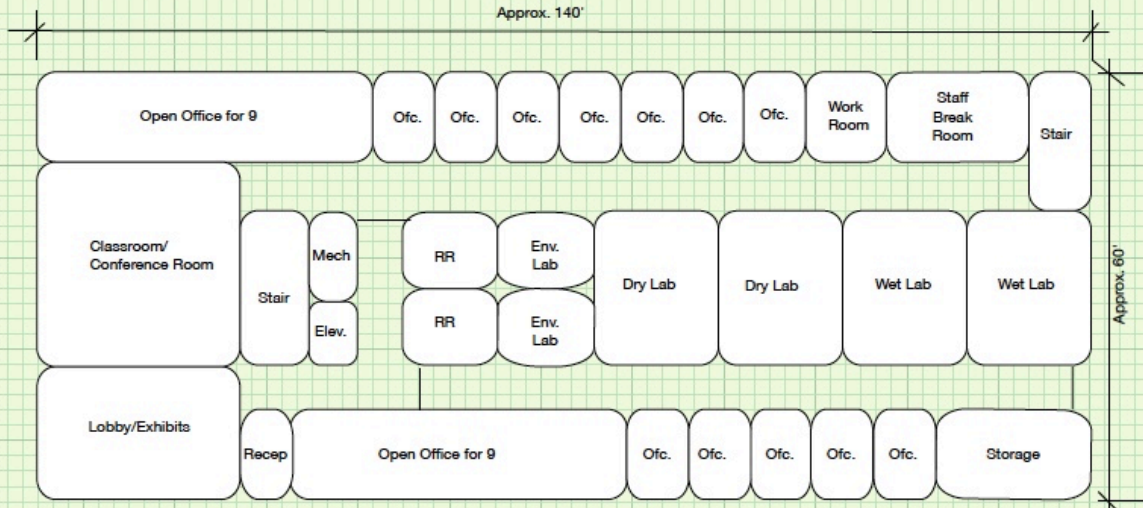 Approx. 140'
Open Office for 9
Ofc.
Ofc.
Ofc.
Ofc.
Ofc.
Ofc.
Ofc.
Work
Room
Staff
Break
Room
Stair
Classroom/
Conference Room
Stair
Mech
Elev.
RR
RR
Env.
Lab
Env.
Lab
Dry Lab
Dry Lab
Wet Lab
Wet Lab
Approx. 60'
Lobby/Exhibits
Recep
Open Office for 9
Ofc.
Ofc.
Ofc.
Ofc.
Ofc.
Storage